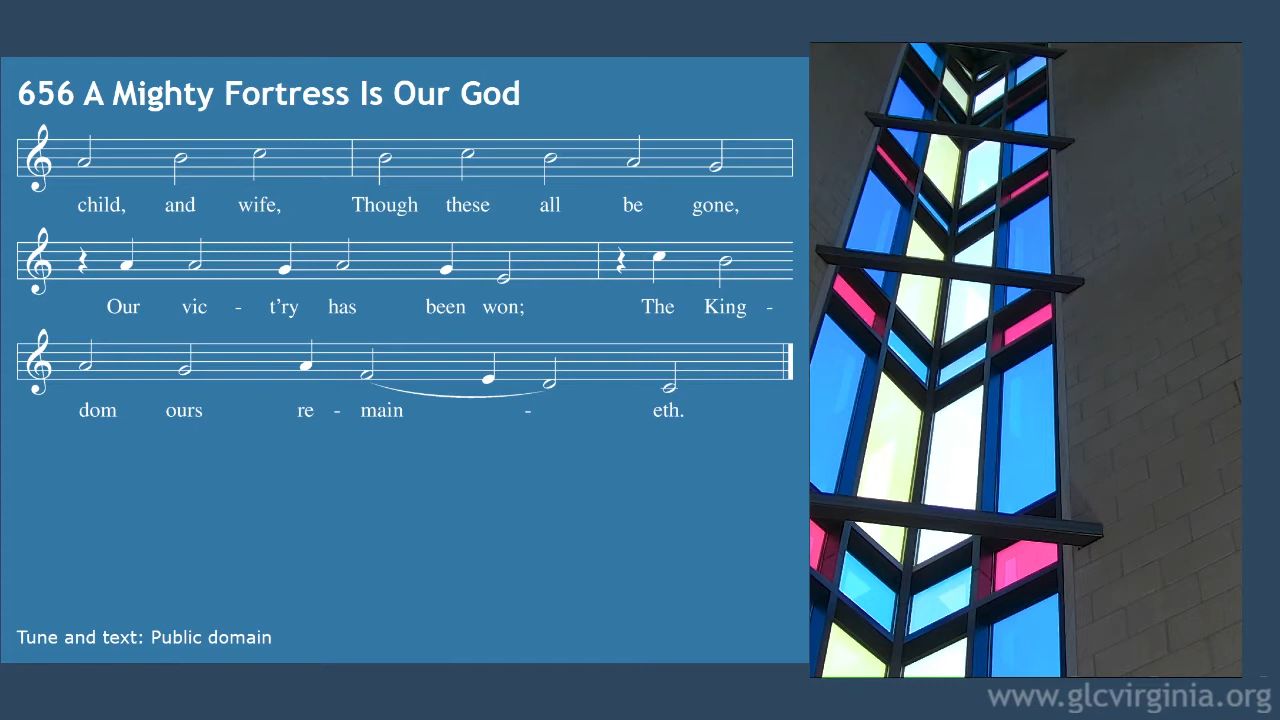 656 A Mighty Fortress Is Our God
child, and wife, Though these all be gone,
Our vic - t'ry has been won; The King -
dom ours re - main - eth.
Tune and text: Public domain
www.glcvirginia.org